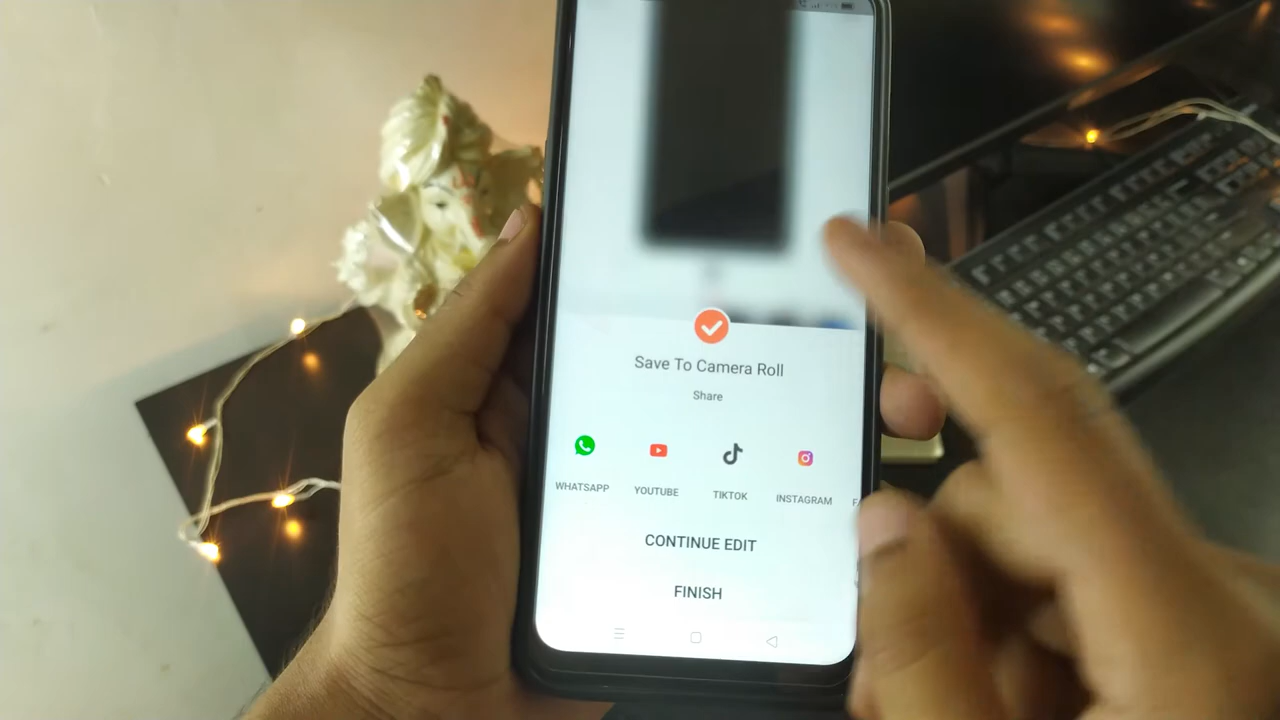 Save To Camera Roll
Share
WHATSAPP YOUTUBE TIKTOK INSTAGRAM
CONTINUE EDIT
FINISH